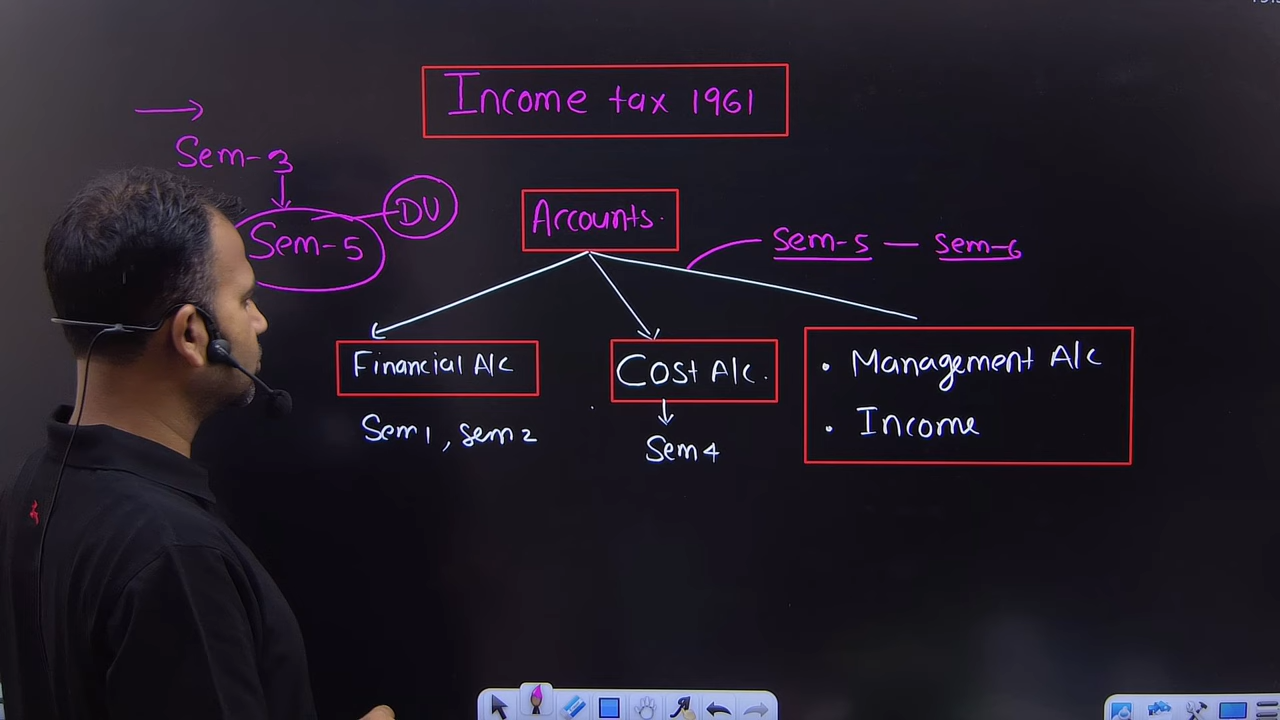 Income tax 1961
Sem-3
Sem-5
DV
Accounts.
Sem-5 — Sem-6
Financial A/c
Sem 1, Sem 2
Cost A/c.
Sem 4
• Management A/c
• Income